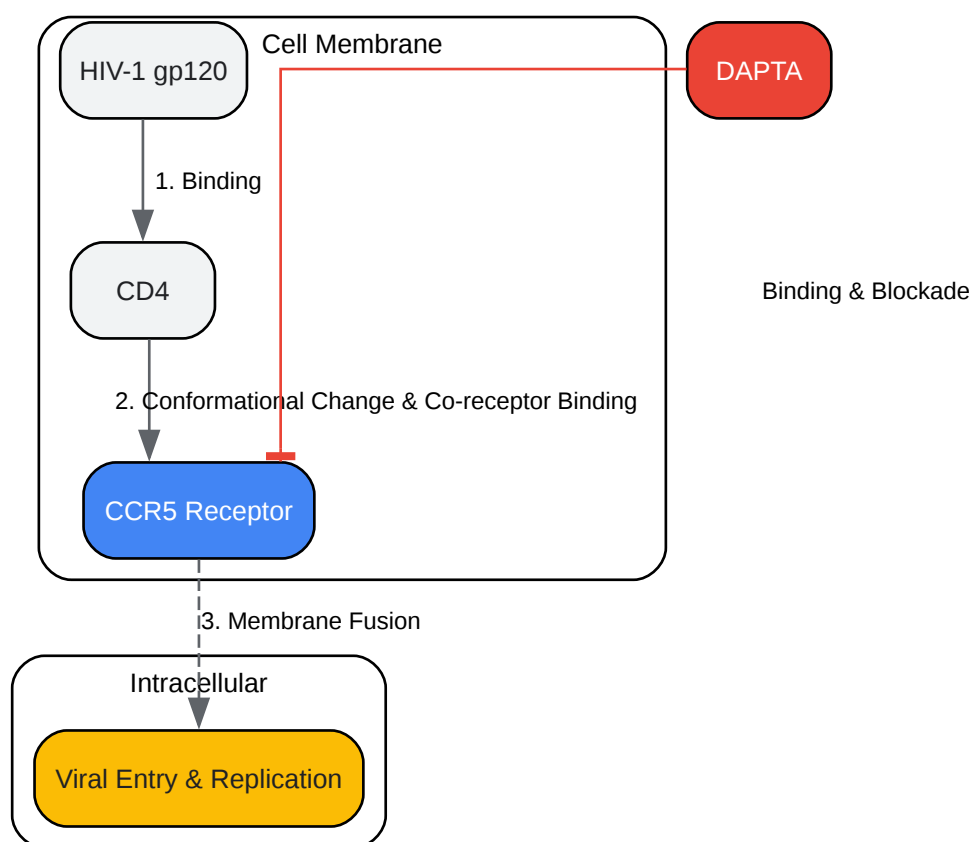 Cell Membrane
HIV-1 gp120
DAPTA
1. Binding
CD4
Binding & Blockade
2. Conformational Change & Co-receptor Binding
CCR5 Receptor
3. Membrane Fusion
Intracellular
Viral Entry & Replication